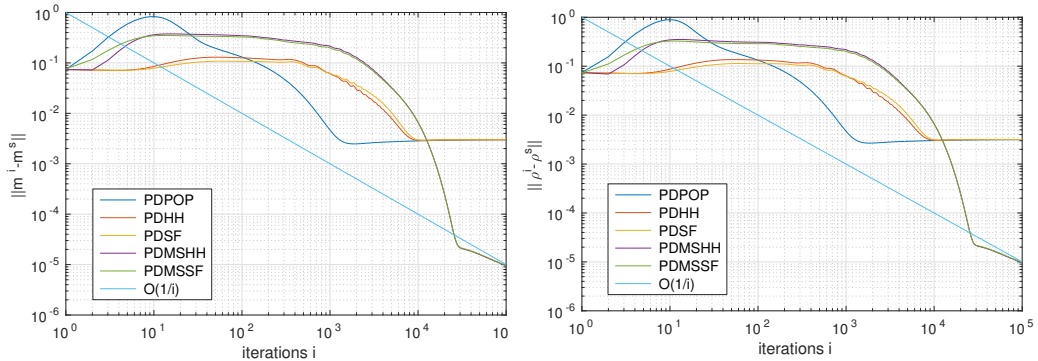 10^0
10^-1
10^-2
10^-3
10^-4
10^-5
10^-6
||m^i-m^s||
PDPOP
PDHH
PDSF
PDMSHH
PDMSSF
O(1/i)
10^0 10^1 10^2 10^3 10^4 10^5
iterations i
10^0
10^-1
10^-2
10^-3
10^-4
10^-5
10^-6
||ρ^i-ρ^s||
PDPOP
PDHH
PDSF
PDMSHH
PDMSSF
O(1/i)
10^0 10^1 10^2 10^3 10^4 10^5
iterations i